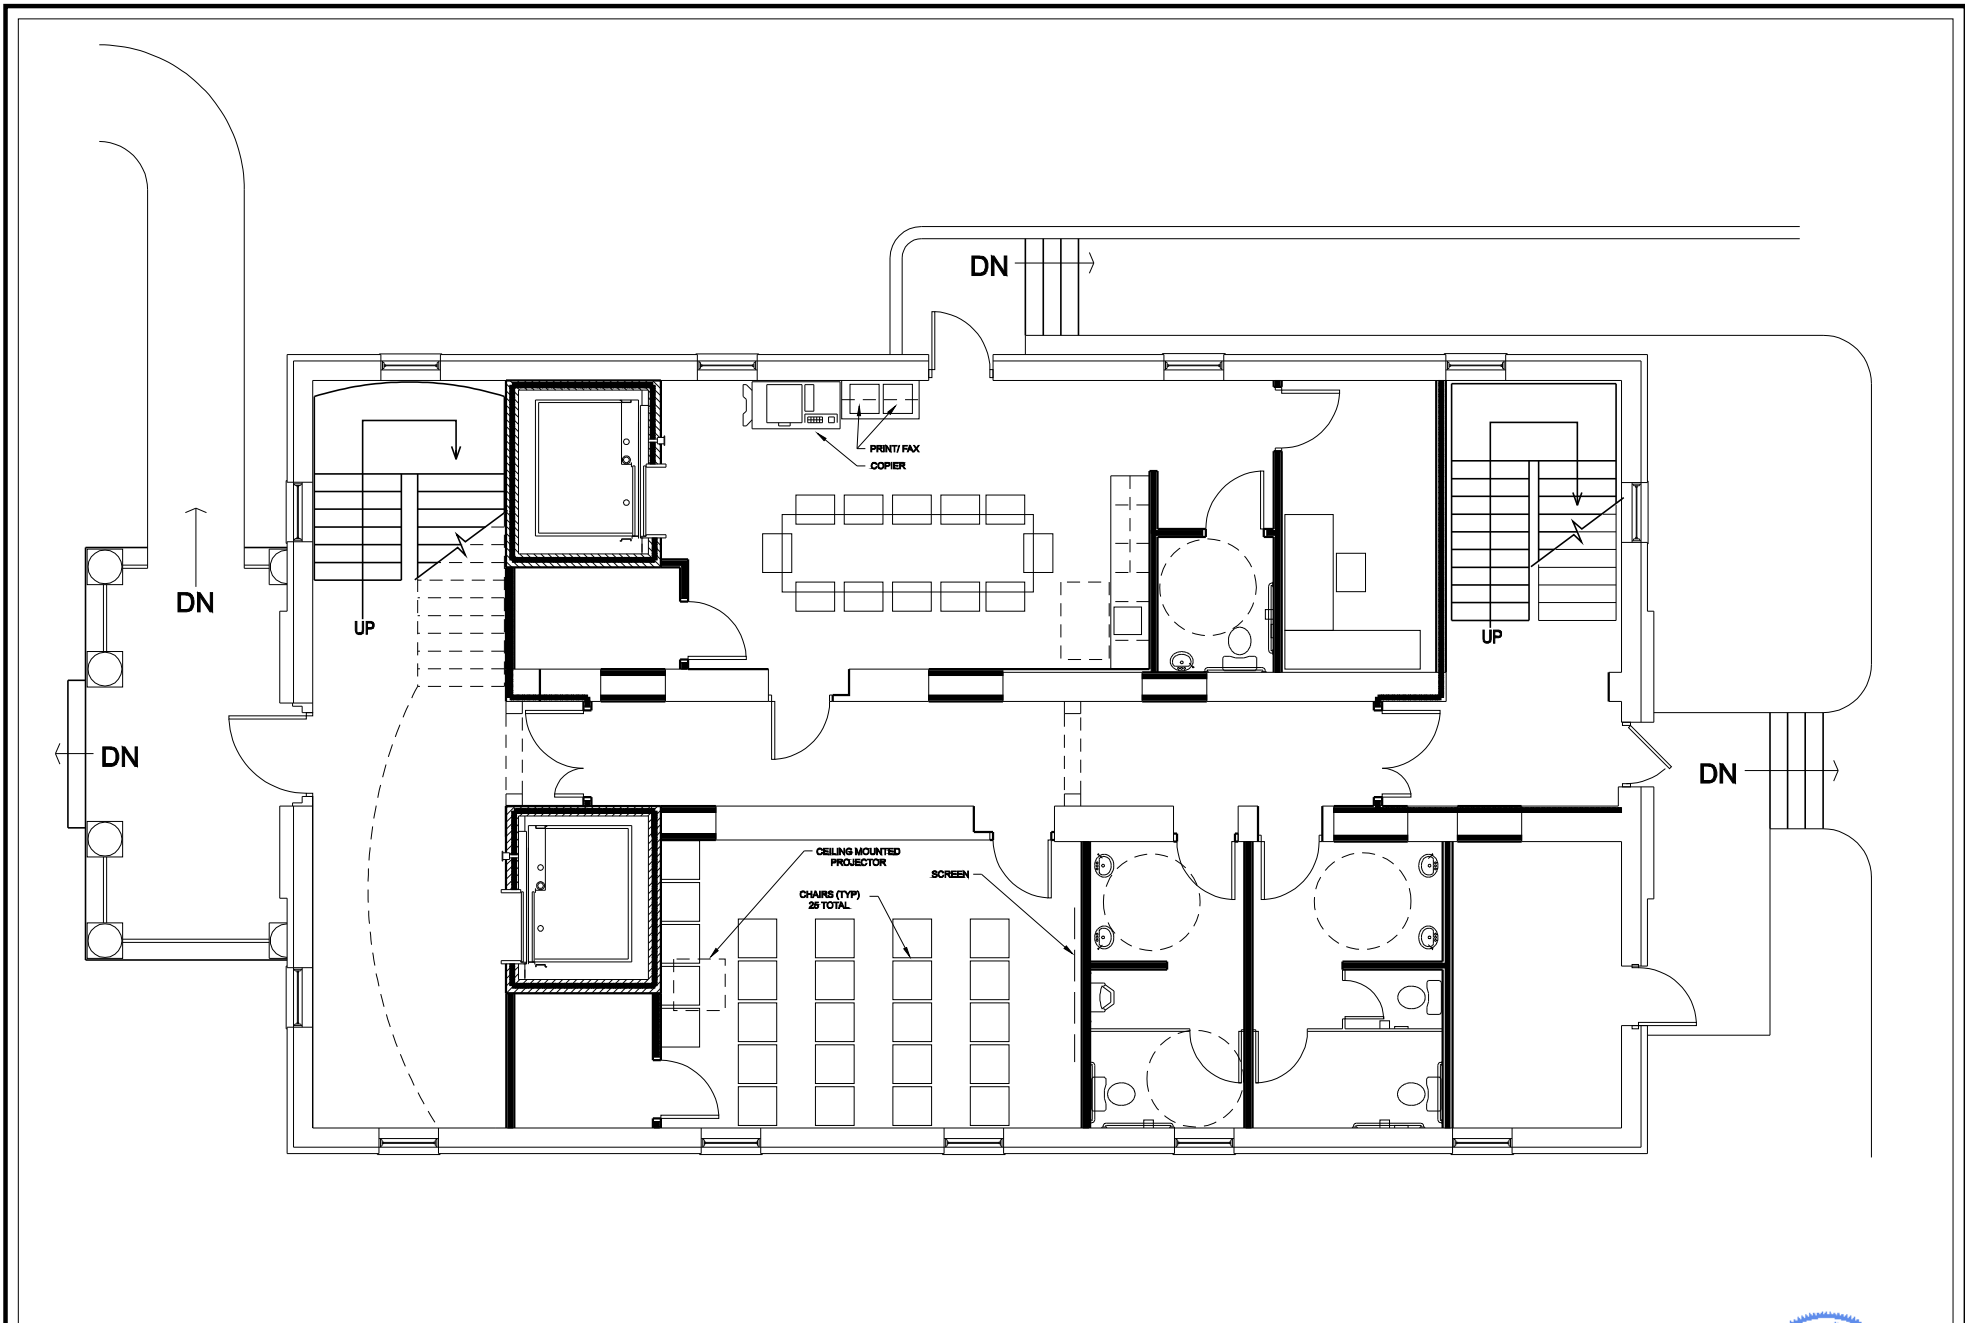 DN
PRINT/ FAX
COPIER
DN
UP
UP
DN
DN
CEILING MOUNTED
PROJECTOR
SCREEN
CHAIRS (TYP)
25 TOTAL